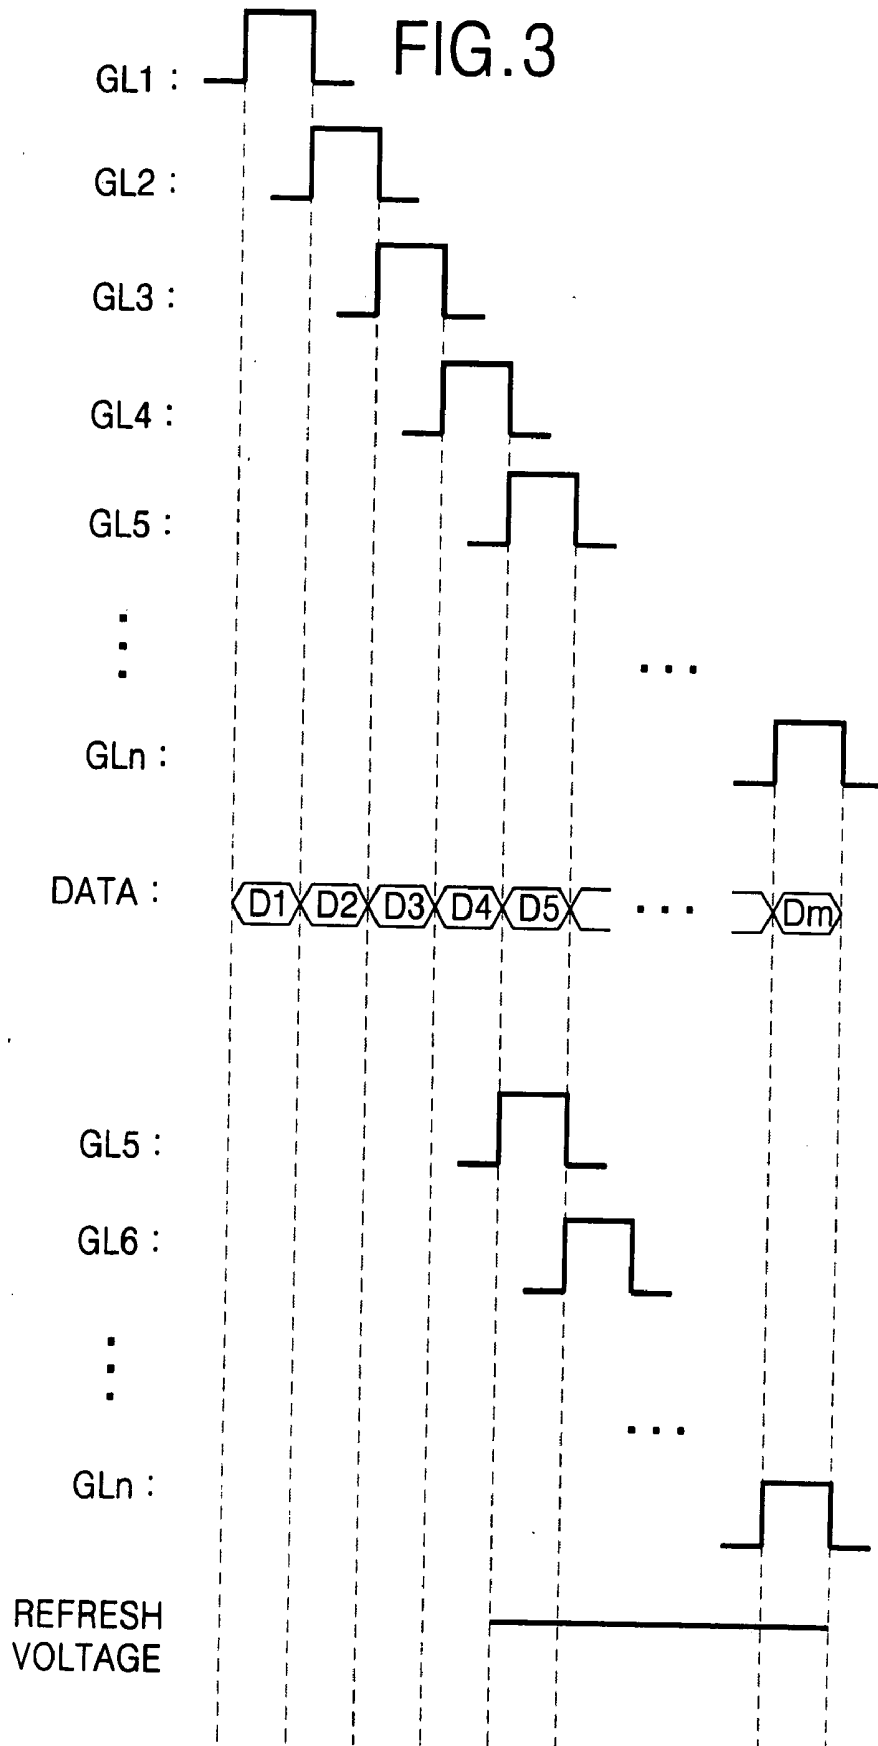 FIG.3
GL1 :
GL2 :
GL3 :
GL4 :
GL5 :
GLn :
DATA : D1 D2 D3 D4 D5 ... Dm
GL5 :
GL6 :
GLn :
REFRESH
VOLTAGE